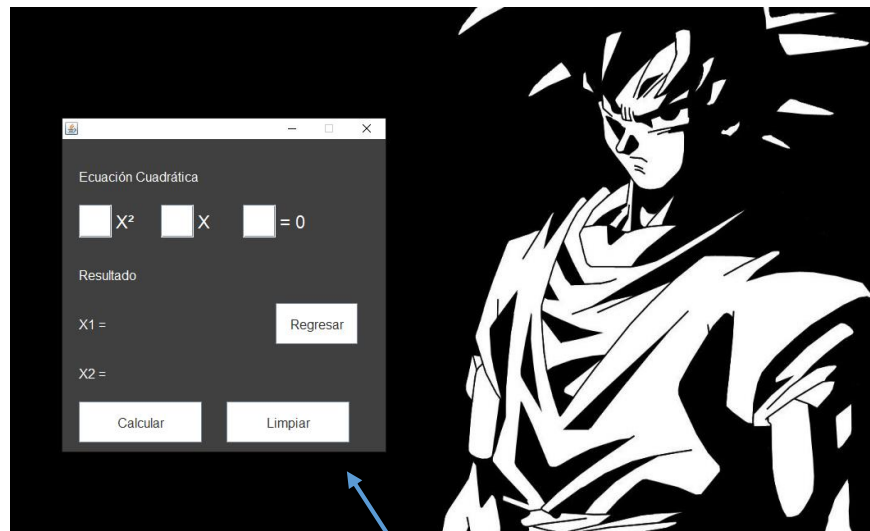 Ecuación Cuadrática
X² X = 0
Resultado
X1 =
Regresar
X2 =
Calcular Limpiar